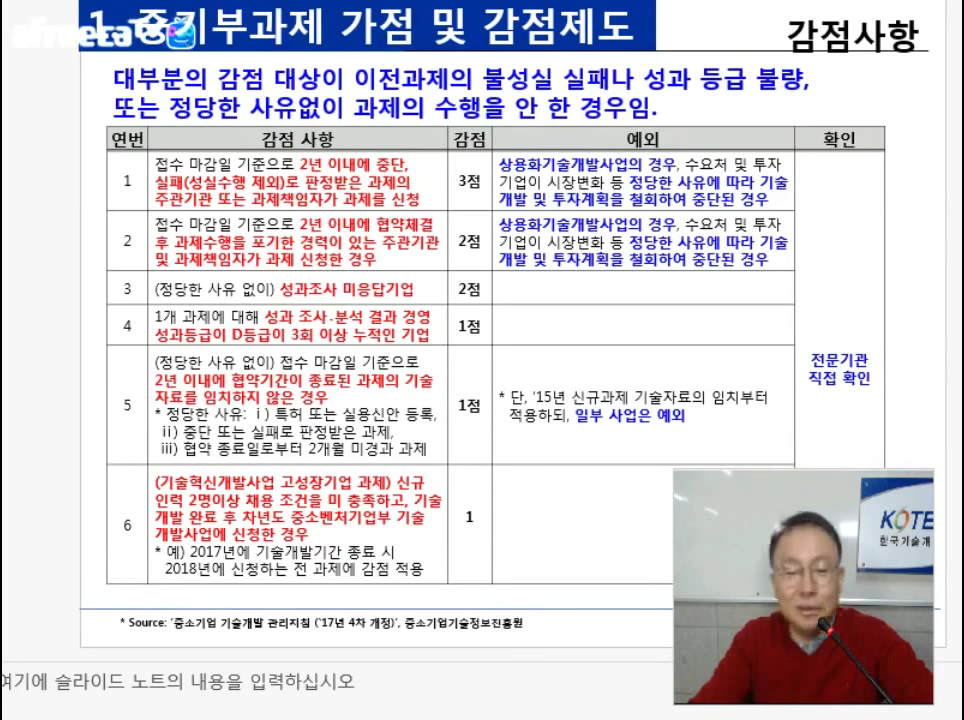 afreecaTV
1. 중기부과제 가점 및 감점제도
감점사항
대부분의 감점 대상이 이전과제의 불성실 실패나 성과 등급 불량,
또는 정당한 사유없이 과제의 수행을 안 한 경우임.
연번 감점 사항 감점 예외 확인
1
접수 마감일 기준으로 2년 이내에 중단,
실패(성실수행 제외)로 판정받은 과제의
주관기관 또는 과제책임자가 과제를 신청
3점
상용화기술개발사업의 경우, 수요처 및 투자
기업이 시장변화 등 정당한 사유에 따라 기술
개발 및 투자계획을 철회하여 중단된 경우
2
접수 마감일 기준으로 2년 이내에 협약체결
후 과제수행을 포기한 경력이 있는 주관기관
및 과제책임자가 과제 신청한 경우
2점
상용화기술개발사업의 경우, 수요처 및 투자
기업이 시장변화 등 정당한 사유에 따라 기술
개발 및 투자계획을 철회하여 중단된 경우
3
(정당한 사유 없이) 성과조사 미응답기업
2점
4
1개 과제에 대해 성과 조사·분석 결과 경영
성과등급이 D등급이 3회 이상 누적인 기업
1점
5
(정당한 사유 없이) 접수 마감일 기준으로
2년 이내에 협약기간이 종료된 과제의 기술
자료를 임치하지 않은 경우
* 정당한 사유: ⅰ) 특허 또는 실용신안 등록,
ⅱ) 중단 또는 실패로 판정받은 과제,
ⅲ) 협약 종료일로부터 2개월 미경과 과제
1점
* 단, '15년 신규과제 기술자료의 임치부터
적용하되, 일부 사업은 예외
전문기관
직접 확인
6
(기술혁신개발사업 고성장기업 과제) 신규
인력 2명이상 채용 조건을 미 충족하고, 기술
개발 완료 후 차년도 중소벤처기업부 기술
개발사업에 신청한 경우
* 예) 2017년에 기술개발기간 종료 시
2018년에 신청하는 전 과제에 감점 적용
1
KOTE
한국기술개
* Source: '중소기업 기술개발 관리지침 ('17년 4차 개정)', 중소기업기술정보진흥원
여기에 슬라이드 노트의 내용을 입력하십시오